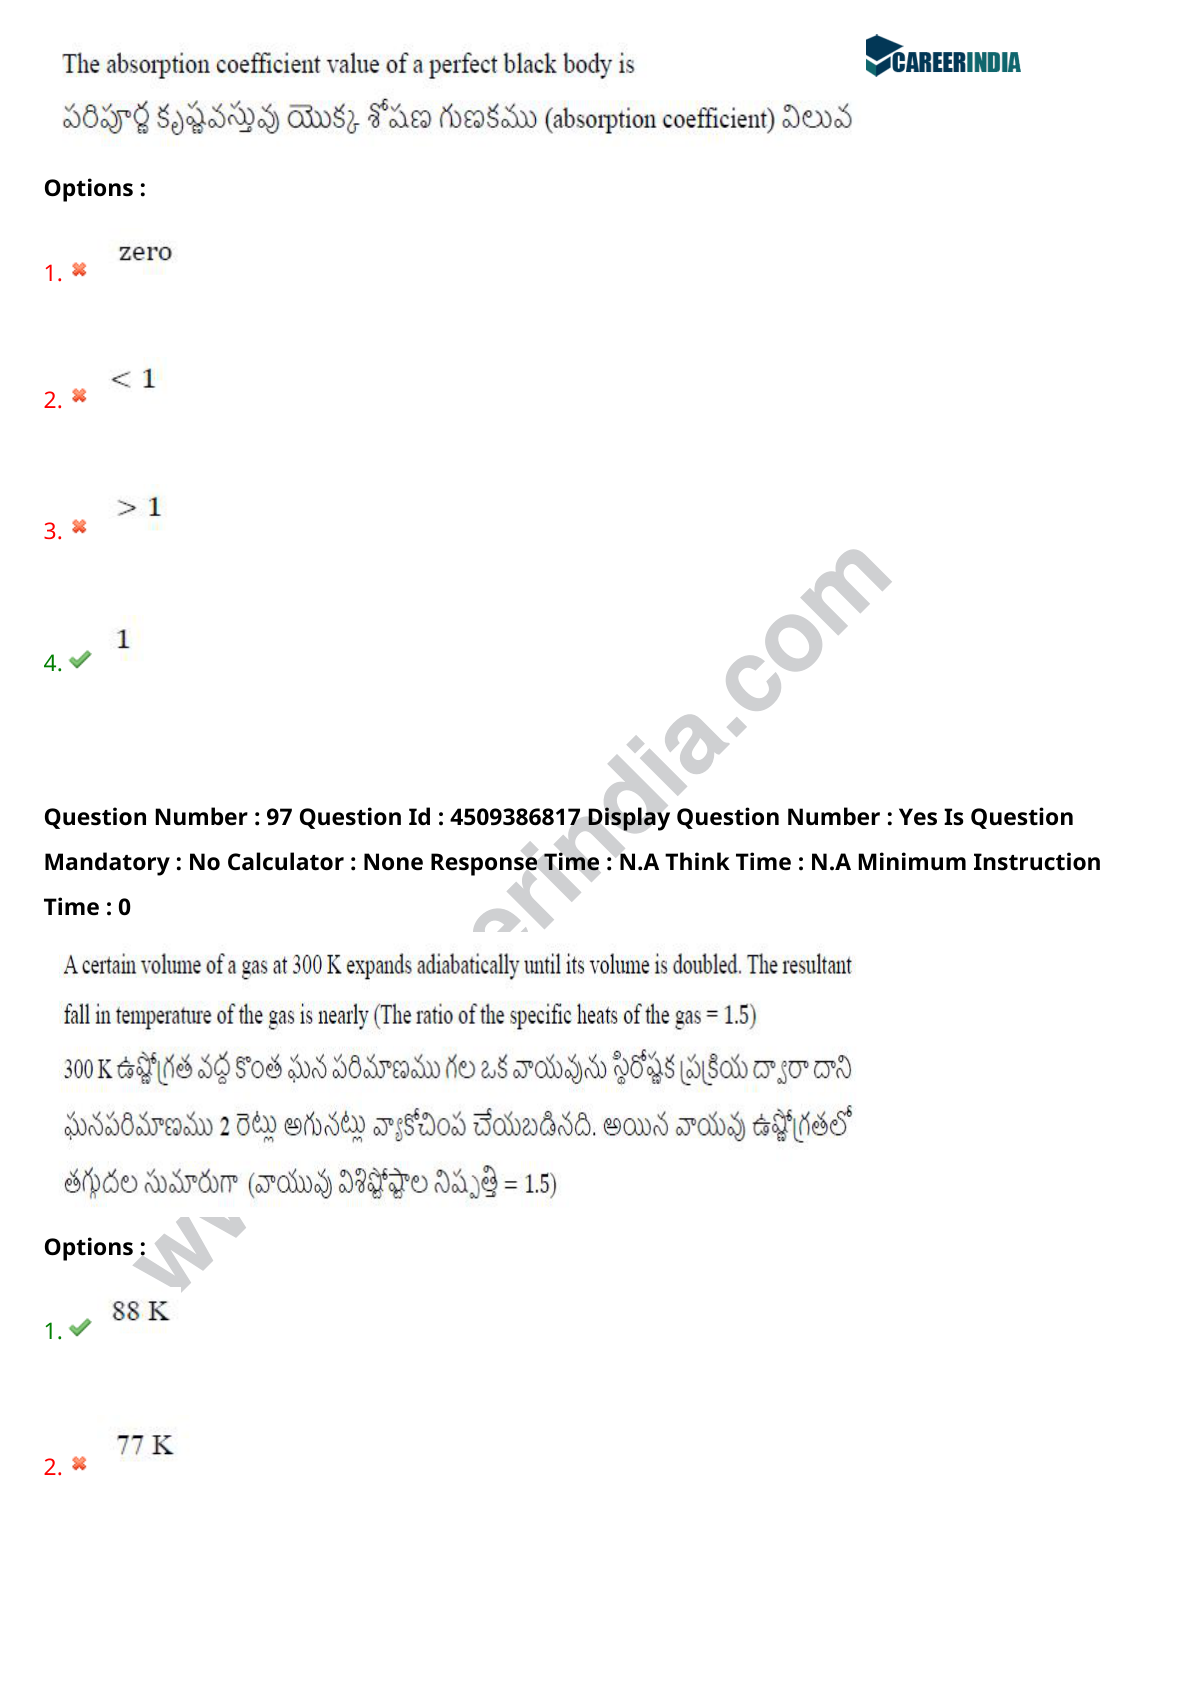 CAREERINDIA
The absorption coefficient value of a perfect black body is
పరిపూర్ణ కృష్ణవస్తువు యొక్క శోషణ గుణకము (absorption coefficient) విలువ
Options :
1. zero
2. < 1
3. > 1
4. 1
Question Number : 97 Question Id : 4509386817 Display Question Number : Yes Is Question
Mandatory : No Calculator : None Response Time : N.A Think Time : N.A Minimum Instruction
Time : 0
A certain volume of a gas at 300 K expands adiabatically until its volume is doubled. The resultant
fall in temperature of the gas is nearly (The ratio of the specific heats of the gas = 1.5)
300 K ఉష్ణోగ్రత వద్ద కొంత ఘన పరిమాణము గల ఒక వాయువును స్థిరోష్ణక ప్రక్రియ ద్వారా దాని
ఘనపరిమాణము 2 రెట్లు అగునట్లు వ్యాకోచింప చేయబడినది. అయిన వాయువు ఉష్ణోగ్రతలో
తగ్గుదల సుమారుగా (వాయువు విశిష్టోష్ణాల నిష్పత్తి = 1.5)
Options :
1. 88 K
2. 77 K